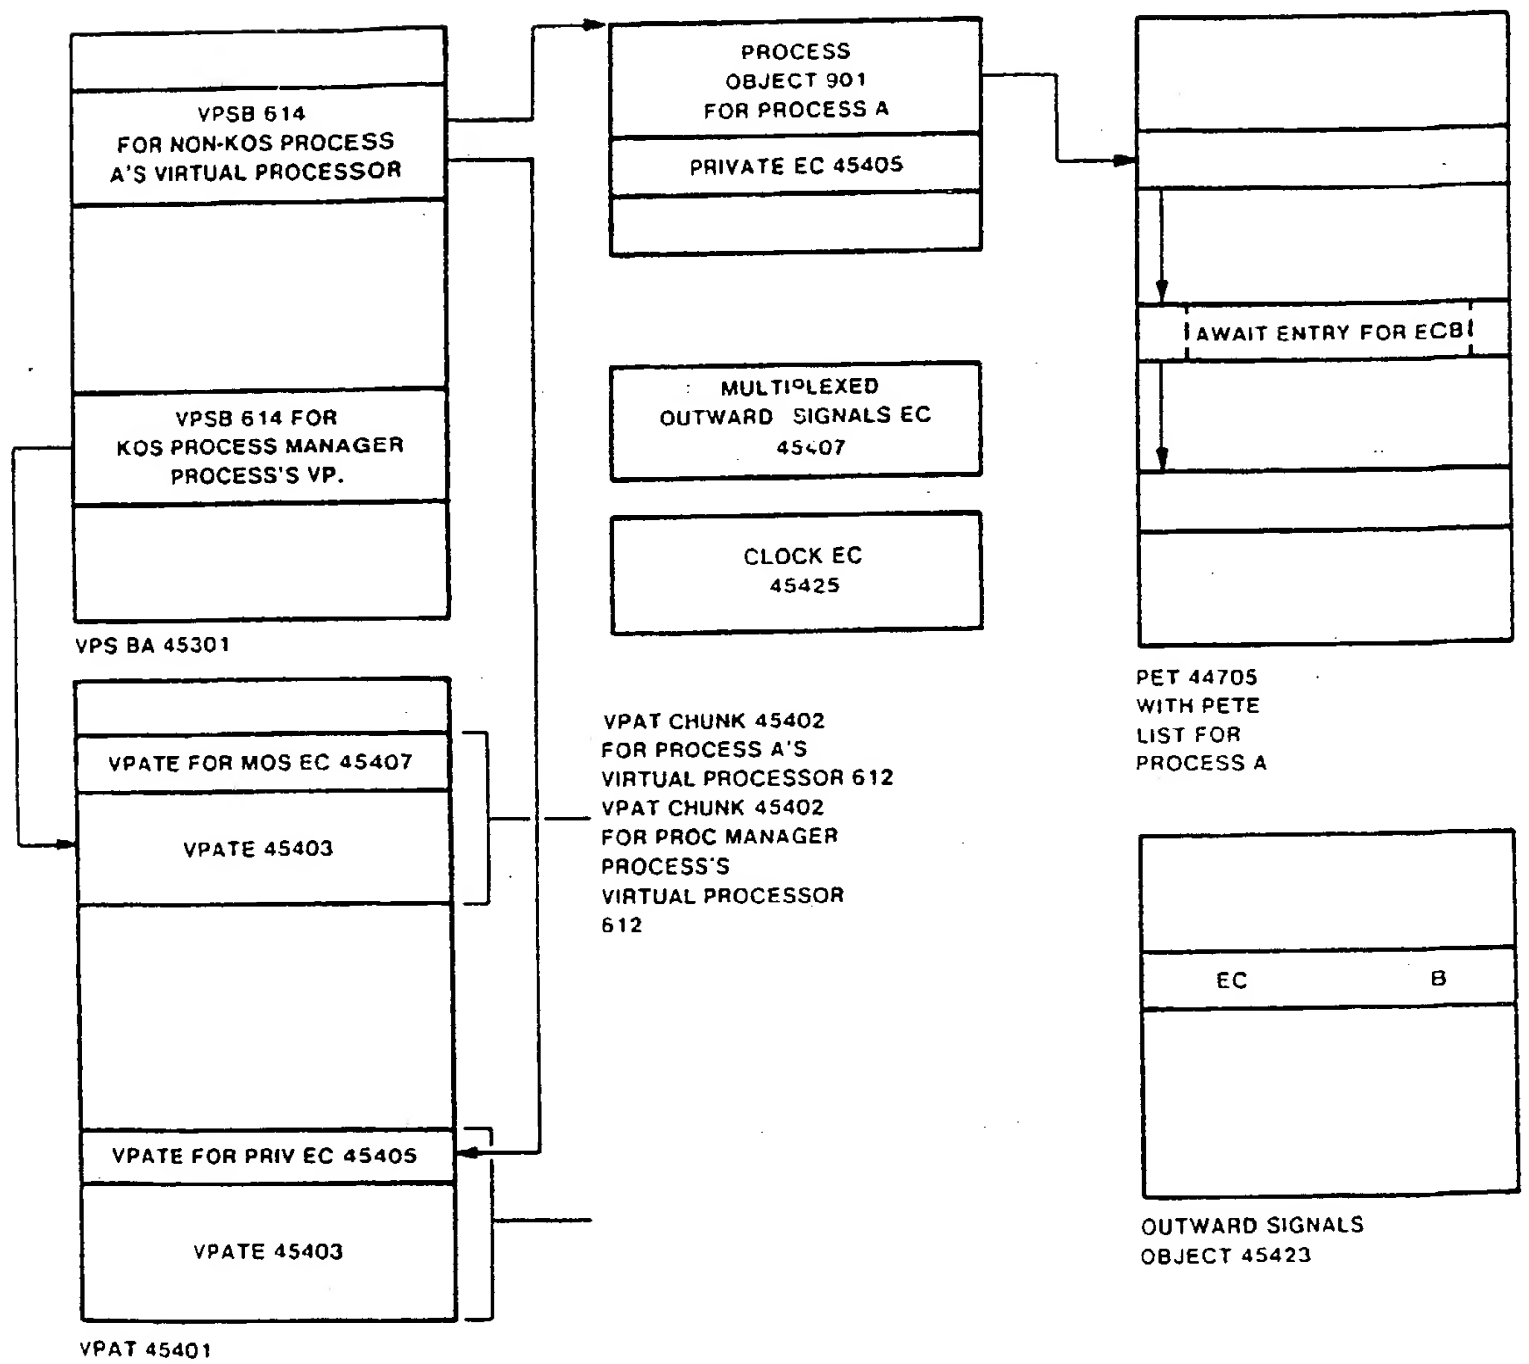 VPSB 614
FOR NON-KOS PROCESS
A'S VIRTUAL PROCESSOR
VPSB 614 FOR
KOS PROCESS MANAGER
PROCESS'S VP.
VPS BA 45301
PROCESS
OBJECT 901
FOR PROCESS A
PRIVATE EC 45405
MULTIPLEXED
OUTWARD SIGNALS EC
45407
CLOCK EC
45425
AWAIT ENTRY FOR ECB
PET 44705
WITH PETE
LIST FOR
PROCESS A
VPATE FOR MOS EC 45407
VPATE 45403
VPATE FOR PRIV EC 45405
VPATE 45403
VPAT 45401
VPAT CHUNK 45402
FOR PROCESS A'S
VIRTUAL PROCESSOR 612
VPAT CHUNK 45402
FOR PROC MANAGER
PROCESS'S
VIRTUAL PROCESSOR
612
EC B
OUTWARD SIGNALS
OBJECT 45423